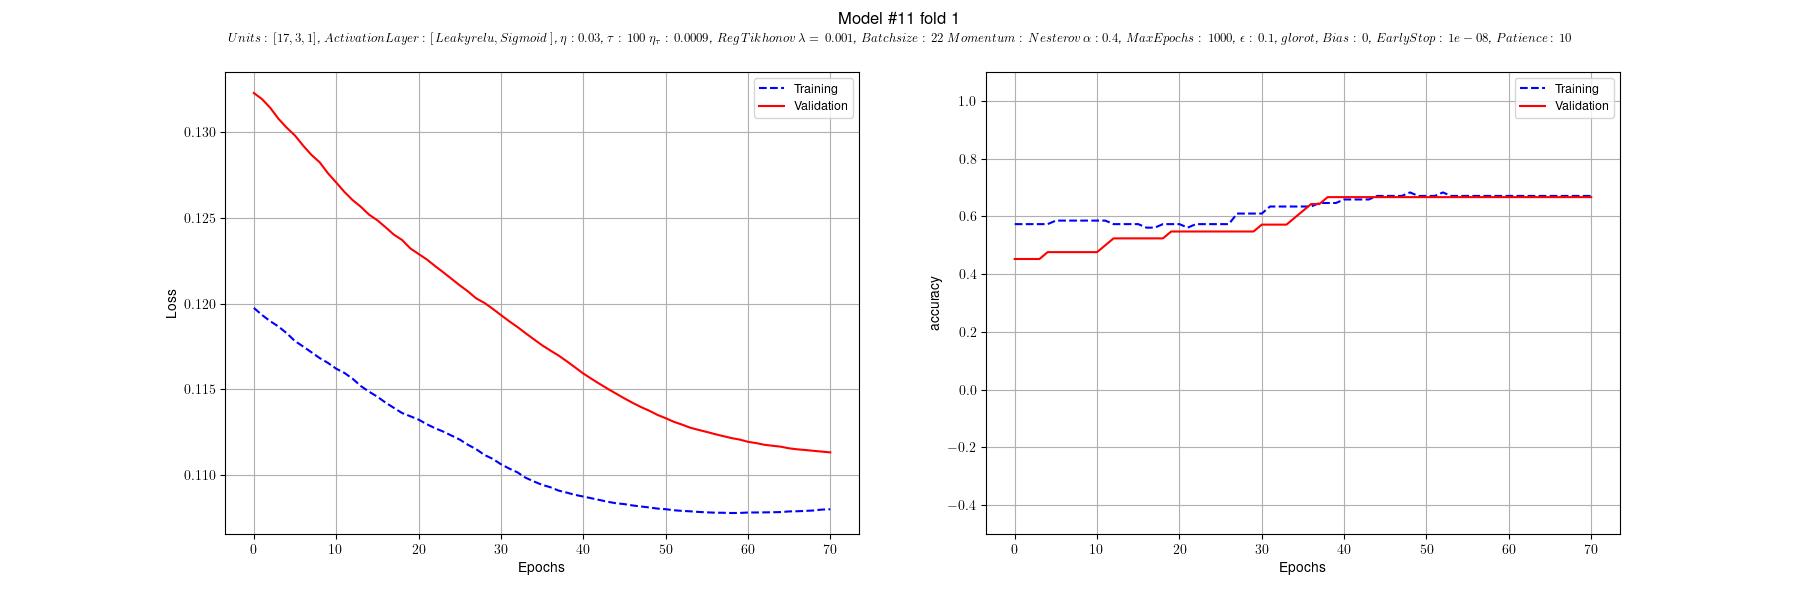 Model #11 fold 1
Units : [17, 3, 1], ActivationLayer : [Leakyrelu, Sigmoid ], η : 0.03, τ : 100 ητ : 0.0009, RegTikhonov λ = 0.001, Batchsize : 22 Momentum : Nesterov α : 0.4, MaxEpochs : 1000, ϵ : 0.1, glorot, Bias : 0, EarlyStop : 1e − 08, Patience : 10
Training
Validation
0.130
0.125
0.120
0.115
0.110
Loss
0 10 20 30 40 50 60 70
Epochs
Training
Validation
1.0
0.8
0.6
0.4
0.2
0.0
−0.2
−0.4
accuracy
0 10 20 30 40 50 60 70
Epochs